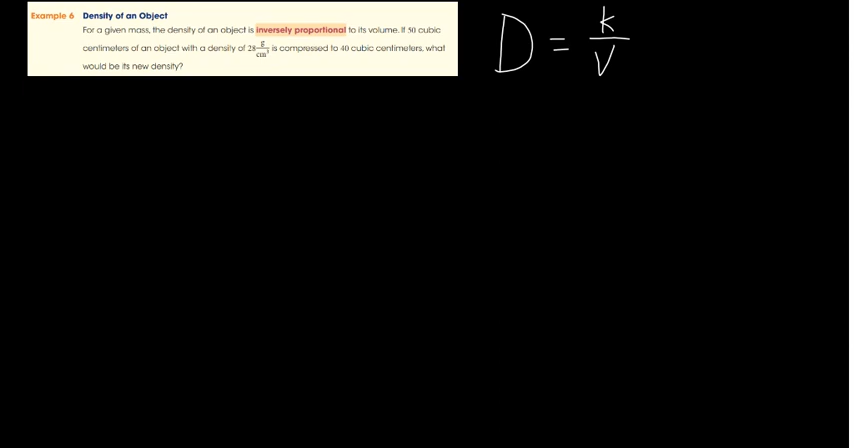 Example 6 Density of an Object
For a given mass, the density of an object is inversely proportional to its volume. If 50 cubic
centimeters of an object with a density of 28 g/cm³ is compressed to 40 cubic centimeters, what
would be its new density?
D = k/V